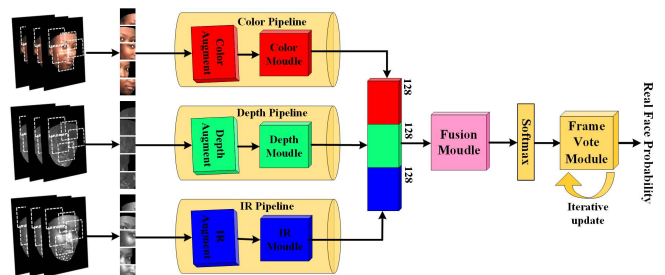 Color Pipeline
Color
Augment
Color
Moudle
128
Depth Pipeline
Depth
Augment
Depth
Moudle
128
IR Pipeline
IR
Augment
IR
Moudle
128
Fusion
Moudle
Softmax
Frame
Vote
Module
Iterative
update
Real Face Probability